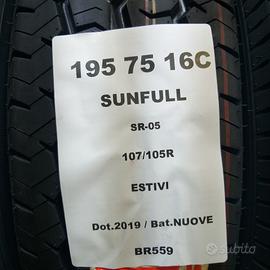 195 75 16C
SUNFULL
SR-05
107/105R
ESTIVI
Dot.2019 / Bat.NUOVE
BR559
subito